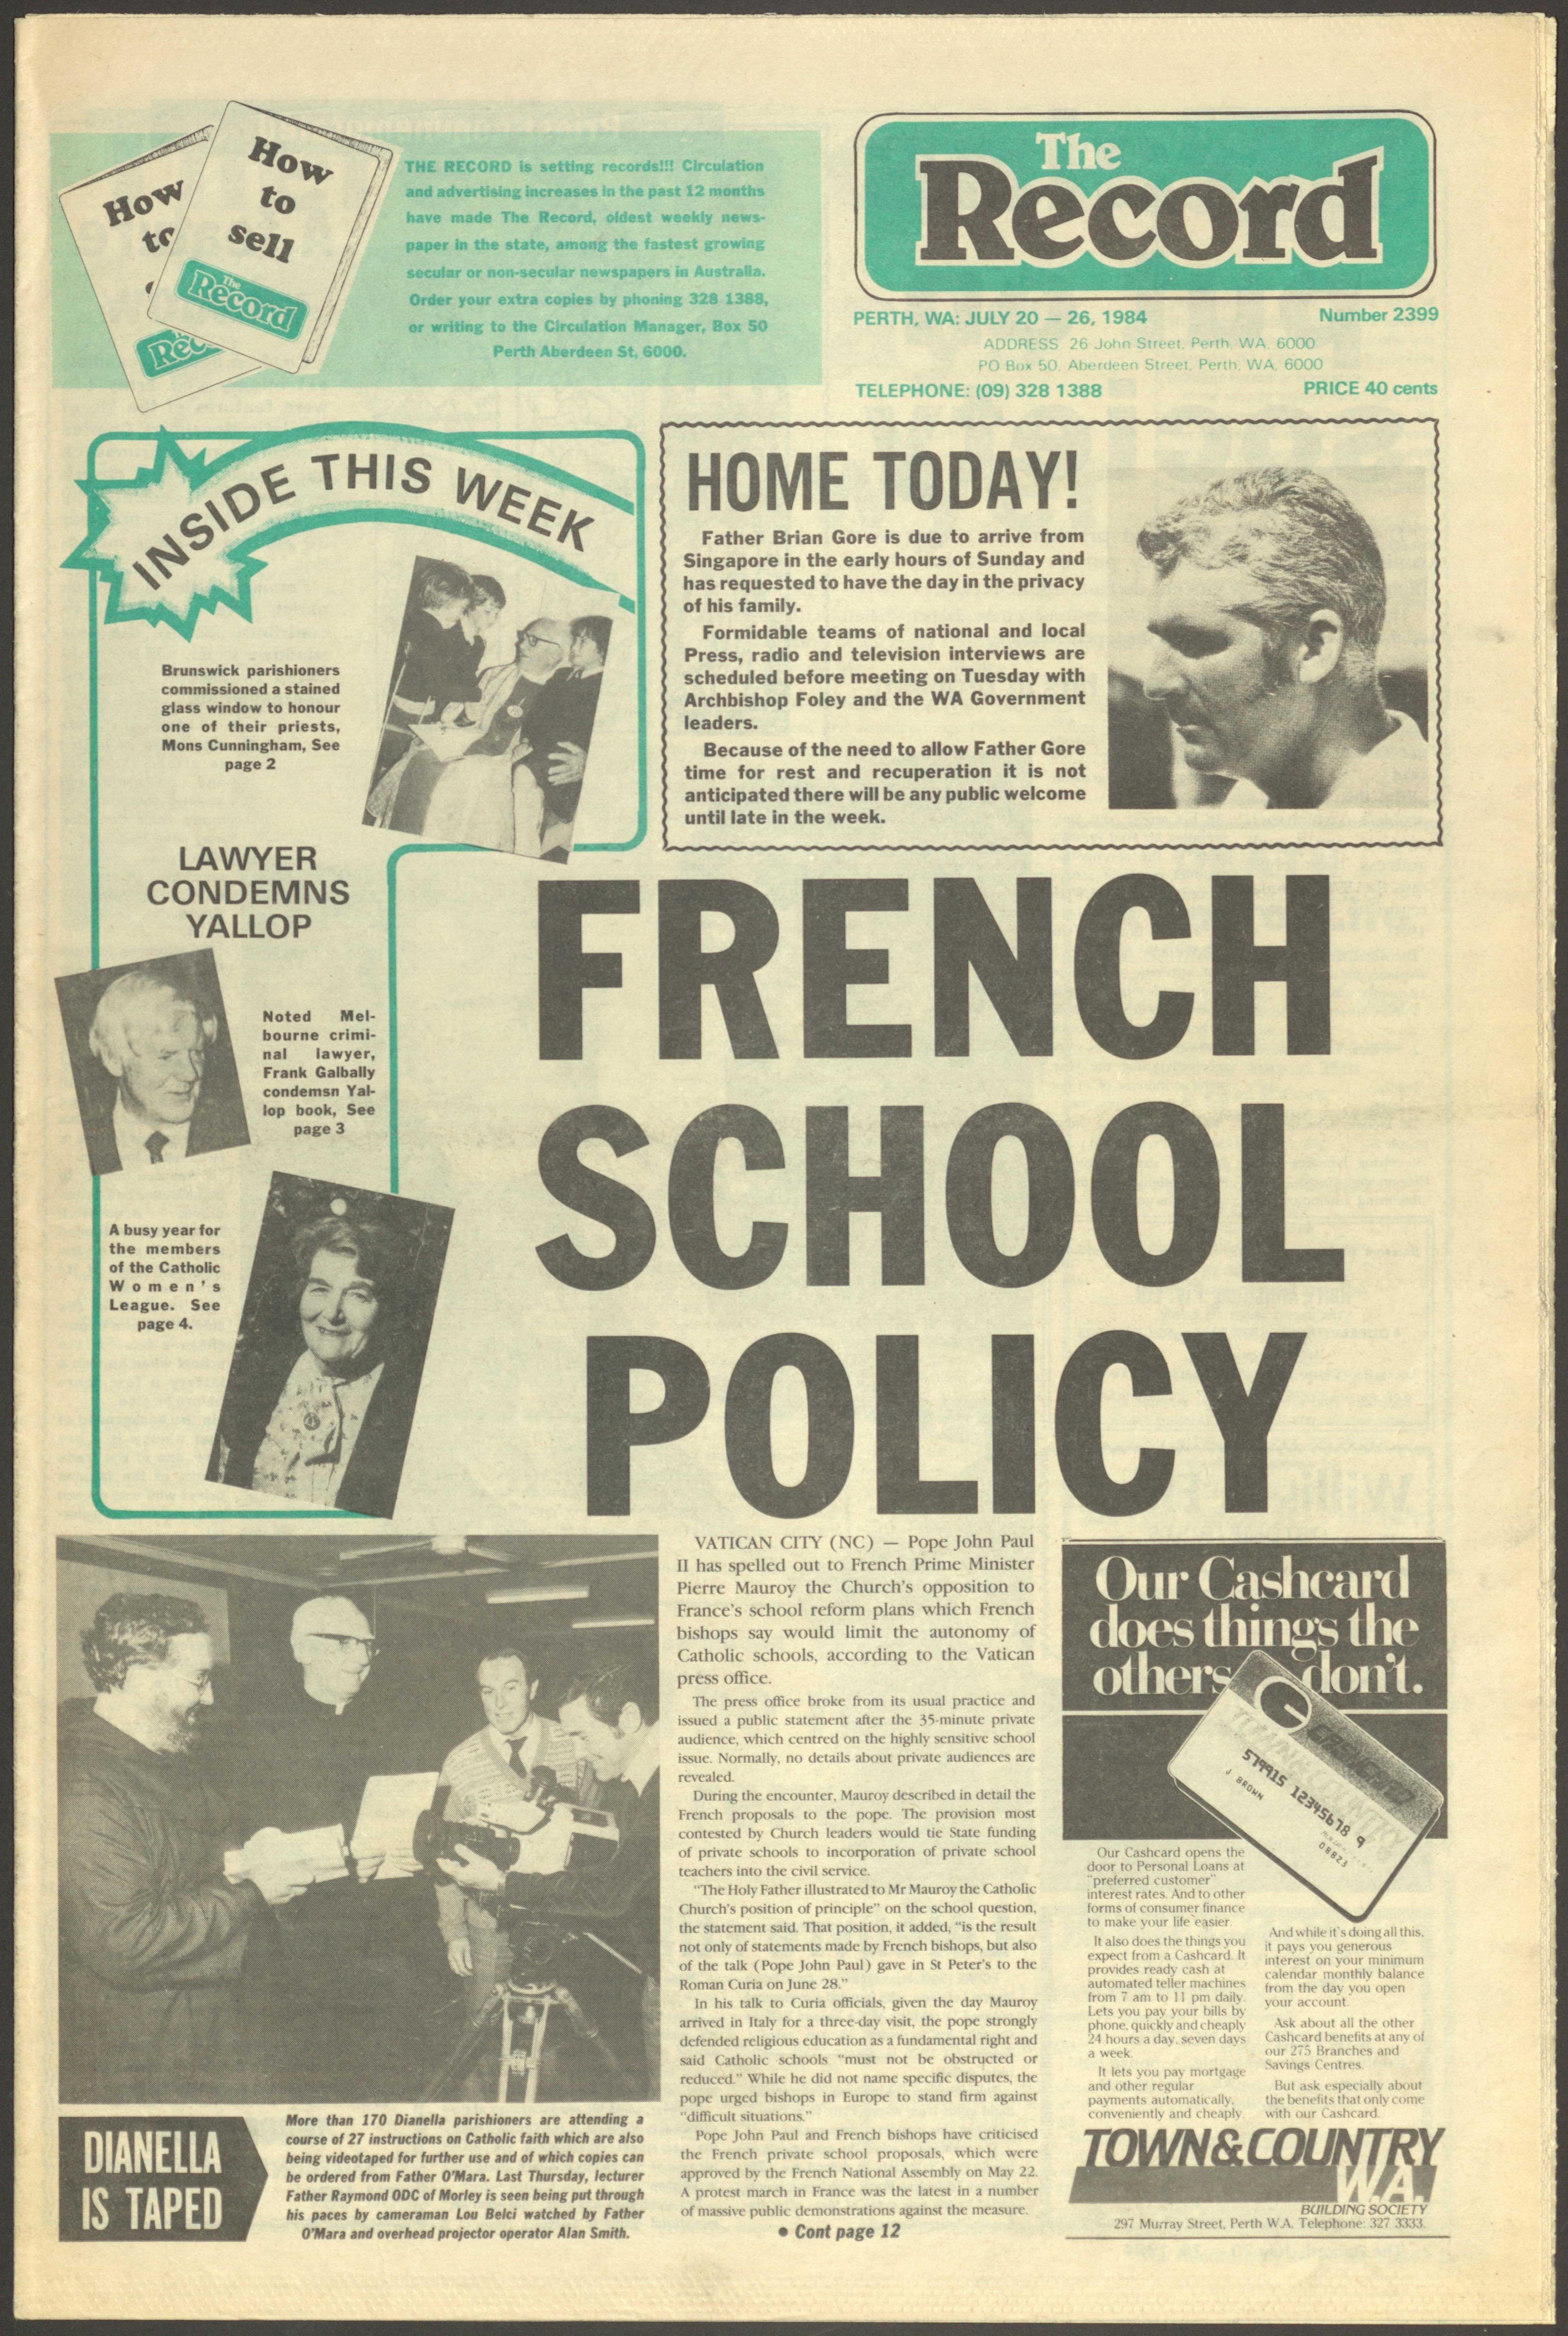 How
to
sell
The
Record
How
to
Rec
THE RECORD is setting records!!! Circulation
and advertising increases in the past 12 months
have made The Record, oldest weekly news-
paper in the state, among the fastest growing
secular or non-secular newspapers in Australia.
Order your extra copies by phoning 328 1388,
or writing to the Circulation Manager, Box 50
Perth Aberdeen St, 6000.
The
Record
PERTH, WA: JULY 20 — 26, 1984 Number 2399
ADDRESS 26 John Street, Perth, WA, 6000
PO Box 50, Aberdeen Street, Perth, WA, 6000
TELEPHONE: (09) 328 1388 PRICE 40 cents
INSIDE THIS WEEK
Brunswick parishioners
commissioned a stained
glass window to honour
one of their priests,
Mons Cunningham, See
page 2
LAWYER
CONDEMNS
YALLOP
Noted Mel-
bourne crimi-
nal lawyer,
Frank Galbally
condemsn Yal-
lop book, See
page 3
A busy year for
the members
of the Catholic
Women's
League. See
page 4.
HOME TODAY!
Father Brian Gore is due to arrive from
Singapore in the early hours of Sunday and
has requested to have the day in the privacy
of his family.
Formidable teams of national and local
Press, radio and television interviews are
scheduled before meeting on Tuesday with
Archbishop Foley and the WA Government
leaders.
Because of the need to allow Father Gore
time for rest and recuperation it is not
anticipated there will be any public welcome
until late in the week.
FRENCH
SCHOOL
POLICY
DIANELLA
IS TAPED
More than 170 Dianella parishioners are attending a
course of 27 instructions on Catholic faith which are also
being videotaped for further use and of which copies can
be ordered from Father O'Mara. Last Thursday, lecturer
Father Raymond ODC of Morley is seen being put through
his paces by cameraman Lou Belci watched by Father
O'Mara and overhead projector operator Alan Smith.
VATICAN CITY (NC) — Pope John Paul
II has spelled out to French Prime Minister
Pierre Mauroy the Church's opposition to
France's school reform plans which French
bishops say would limit the autonomy of
Catholic schools, according to the Vatican
press office.
The press office broke from its usual practice and
issued a public statement after the 35-minute private
audience, which centred on the highly sensitive school
issue. Normally, no details about private audiences are
revealed.
During the encounter, Mauroy described in detail the
French proposals to the pope. The provision most
contested by Church leaders would tie State funding
of private schools to incorporation of private school
teachers into the civil service.
"The Holy Father illustrated to Mr Mauroy the Catholic
Church's position of principle" on the school question,
the statement said. That position, it added, "is the result
not only of statements made by French bishops, but also
of the talk (Pope John Paul) gave in St Peter's to the
Roman Curia on June 28."
In his talk to Curia officials, given the day Mauroy
arrived in Italy for a three-day visit, the pope strongly
defended religious education as a fundamental right and
said Catholic schools "must not be obstructed or
reduced." While he did not name specific disputes, the
pope urged bishops in Europe to stand firm against
"difficult situations."
Pope John Paul and French bishops have criticised
the French private school proposals, which were
approved by the French National Assembly on May 22.
A protest march in France was the latest in a number
of massive public demonstrations against the measure.
• Cont page 12
Our Cashcard
does things the
others don't.
579915 12345678 9
J BROWN
08823
Our Cashcard opens the
door to Personal Loans at
"preferred customer"
interest rates. And to other
forms of consumer finance
to make your life easier.
It also does the things you
expect from a Cashcard. It
provides ready cash at
automated teller machines
from 7 am to 11 pm daily.
Lets you pay your bills by
phone, quickly and cheaply
24 hours a day, seven days
a week.
It lets you pay mortgage
and other regular
payments automatically,
conveniently and cheaply.
And while it's doing all this,
it pays you generous
interest on your minimum
calendar monthly balance
from the day you open
your account.
Ask about all the other
Cashcard benefits at any of
our 275 Branches and
Savings Centres.
But ask especially about
the benefits that only come
with our Cashcard.
TOWN & COUNTRY
W.A.
BUILDING SOCIETY
297 Murray Street, Perth W.A. Telephone: 327 3333.